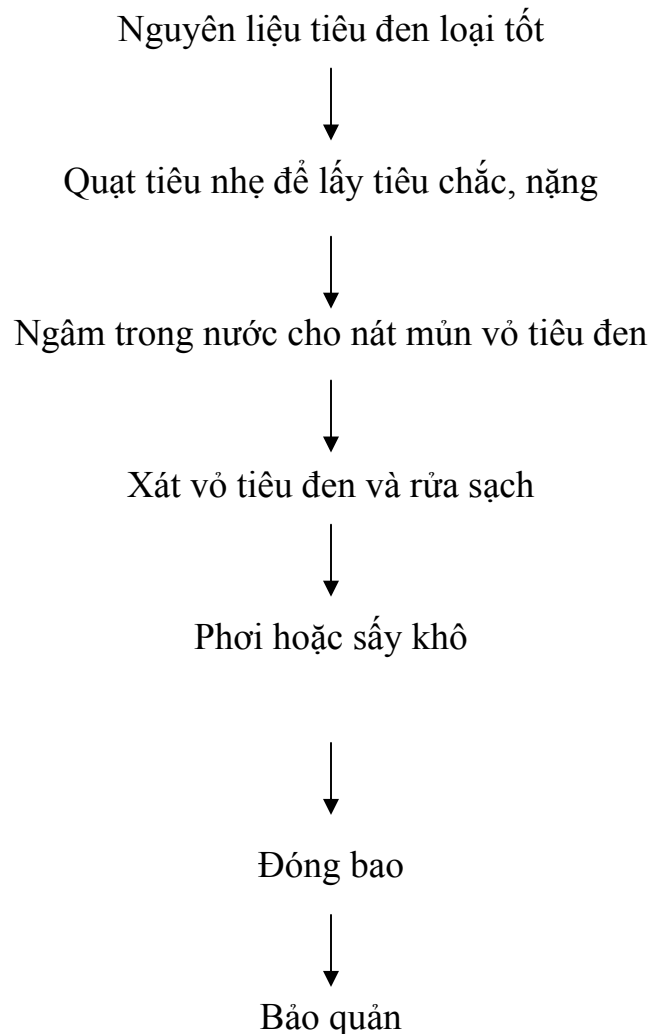 Nguyên liệu tiêu đen loại tốt
Quạt tiêu nhẹ để lấy tiêu chắc, nặng
Ngâm trong nước cho nát mủn vỏ tiêu đen
Xát vỏ tiêu đen và rửa sạch
Phơi hoặc sấy khô
Đóng bao
Bảo quản